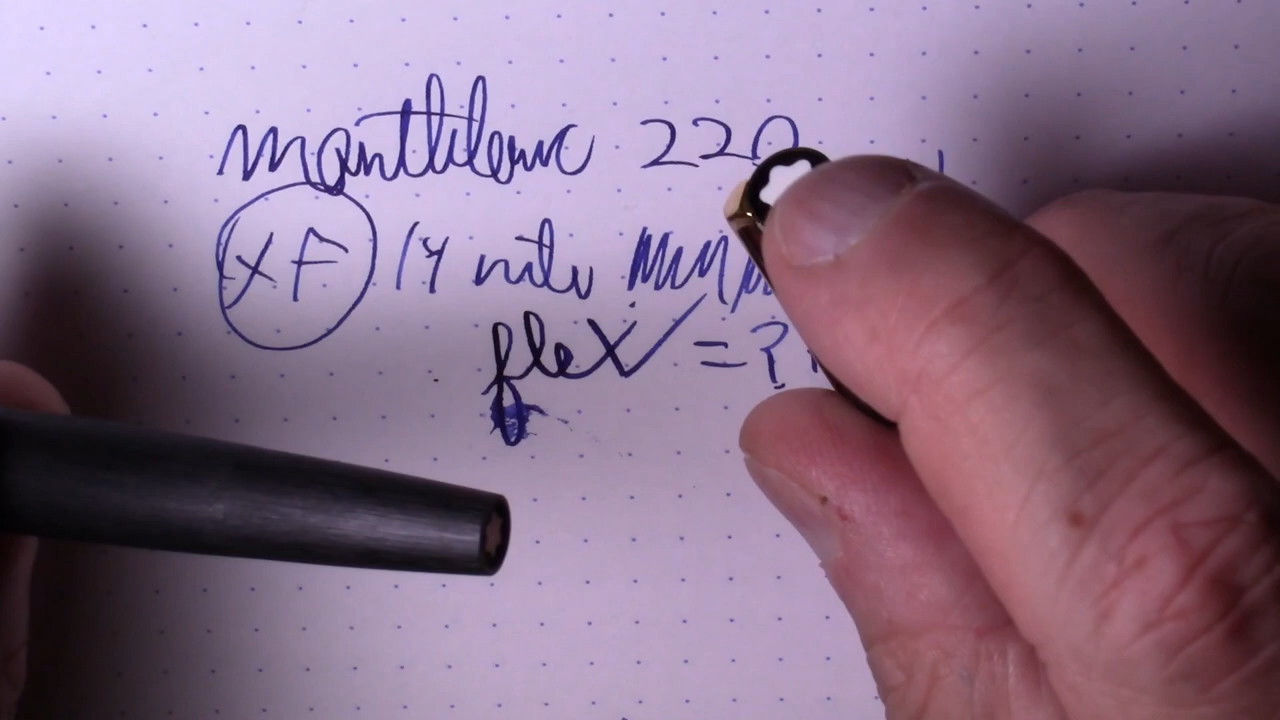 Montblanc 220
XF 14 nib
flex = ?